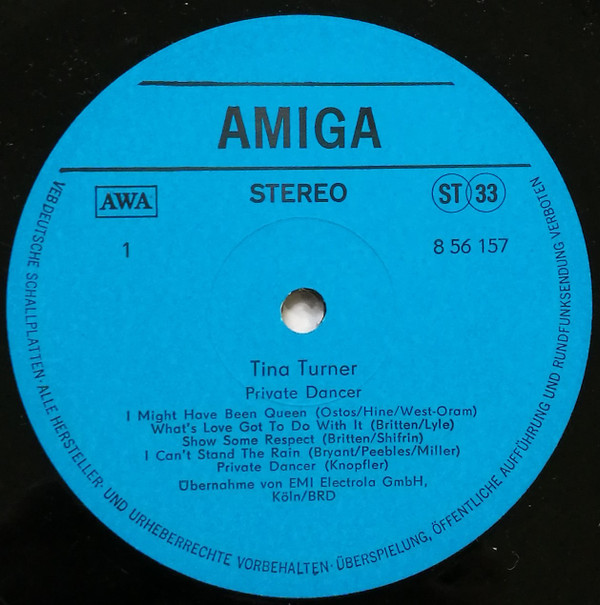 AMIGA
AWA
STEREO
ST 33
1
8 56 157
Tina Turner
Private Dancer
I Might Have Been Queen (Ostos/Hine/West-Oram)
What's Love Got To Do With It (Britten/Lyle)
Show Some Respect (Britten/Shifrin)
I Can't Stand The Rain (Bryant/Peebles/Miller)
Private Dancer (Knopfler)
Übernahme von EMI Electrola GmbH,
Köln/BRD
VEB DEUTSCHE SCHALLPLATTEN · ALLE HERSTELLER- UND URHEBERRECHTE VORBEHALTEN · ÜBERSPIELUNG, ÖFFENTLICHE AUFFÜHRUNG UND RUNDFUNKSENDUNG VERBOTEN